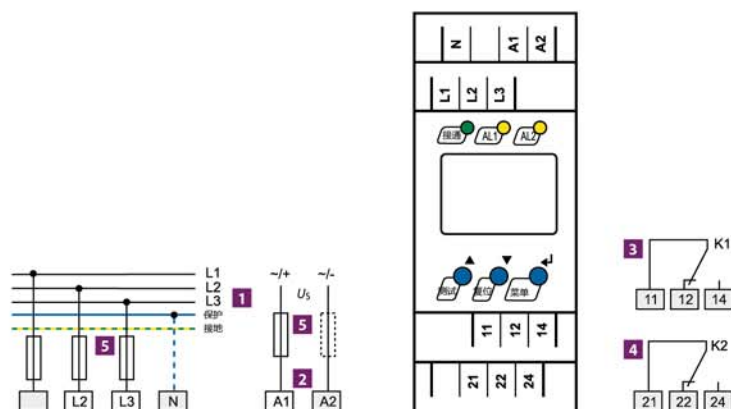 N A1 A2
L1 L2 L3
接通 AL1 AL2
测试 复位 菜单
11 12 14
21 22 24
L1
L2
L3
1
保护
接地
5
L2 L3 N
~/+ ~/-
Us
5
2
A1 A2
3
K1
11 12 14
4
K2
21 22 24